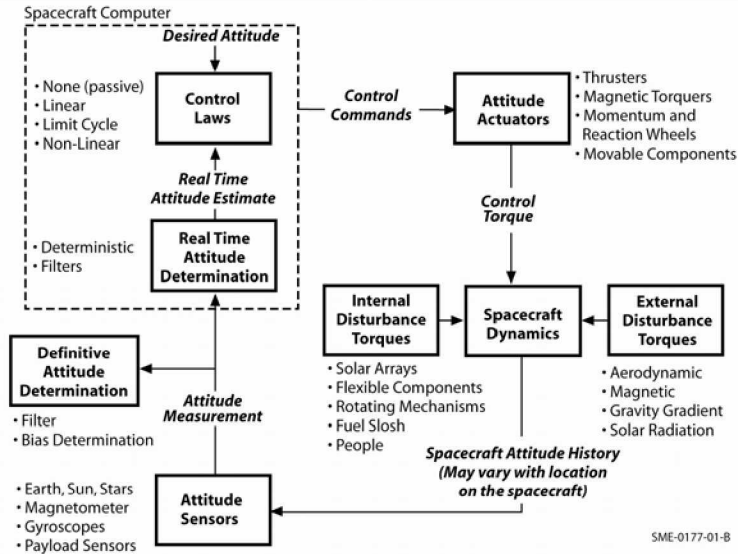 Spacecraft Computer
Desired Attitude
• None (passive)
• Linear
• Limit Cycle
• Non-Linear
Control
Laws
Control
Commands
Attitude
Actuators
• Thrusters
• Magnetic Torquers
• Momentum and
Reaction Wheels
• Movable Components
Real Time
Attitude Estimate
Control
Torque
• Deterministic
• Filters
Real Time
Attitude
Determination
Internal
Disturbance
Torques
Spacecraft
Dynamics
External
Disturbance
Torques
• Solar Arrays
• Flexible Components
• Rotating Mechanisms
• Fuel Slosh
• People
• Aerodynamic
• Magnetic
• Gravity Gradient
• Solar Radiation
Definitive
Attitude
Determination
• Filter
• Bias Determination
Attitude
Measurement
Spacecraft Attitude History
(May vary with location
on the spacecraft)
• Earth, Sun, Stars
• Magnetometer
• Gyroscopes
• Payload Sensors
Attitude
Sensors
SME-0177-01-B